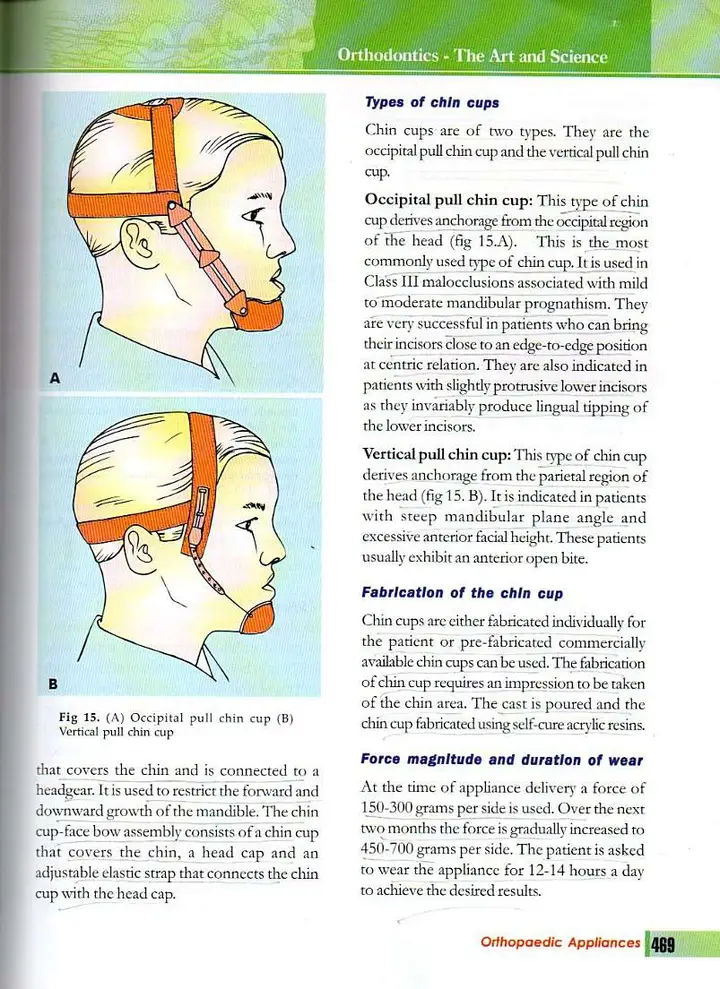 Orthodontics - The Art and Science
A
B
Fig 15. (A) Occipital pull chin cup (B)
Vertical pull chin cup
that covers the chin and is connected to a
headgear. It is used to restrict the forward and
downward growth of the mandible. The chin
cup-face bow assembly consists of a chin cup
that covers the chin, a head cap and an
adjustable elastic strap that connects the chin
cup with the head cap.
Types of chin cups
Chin cups are of two types. They are the
occipital pull chin cup and the vertical pull chin
cup.
Occipital pull chin cup: This type of chin
cup derives anchorage from the occipital region
of the head (fig 15.A). This is the most
commonly used type of chin cup. It is used in
Class III malocclusions associated with mild
to moderate mandibular prognathism. They
are very successful in patients who can bring
their incisors close to an edge-to-edge position
at centric relation. They are also indicated in
patients with slightly protrusive lower incisors
as they invariably produce lingual tipping of
the lower incisors.
Vertical pull chin cup: This type of chin cup
derives anchorage from the parietal region of
the head (fig 15. B). It is indicated in patients
with steep mandibular plane angle and
excessive anterior facial height. These patients
usually exhibit an anterior open bite.
Fabrication of the chin cup
Chin cups are either fabricated individually for
the patient or pre-fabricated commercially
available chin cups can be used. The fabrication
of chin cup requires an impression to be taken
of the chin area. The cast is poured and the
chin cup fabricated using self-cure acrylic resins.
Force magnitude and duration of wear
At the time of appliance delivery a force of
150-300 grams per side is used. Over the next
two months the force is gradually increased to
450-700 grams per side. The patient is asked
to wear the appliance for 12-14 hours a day
to achieve the desired results.
Orthopaedic Appliances 469